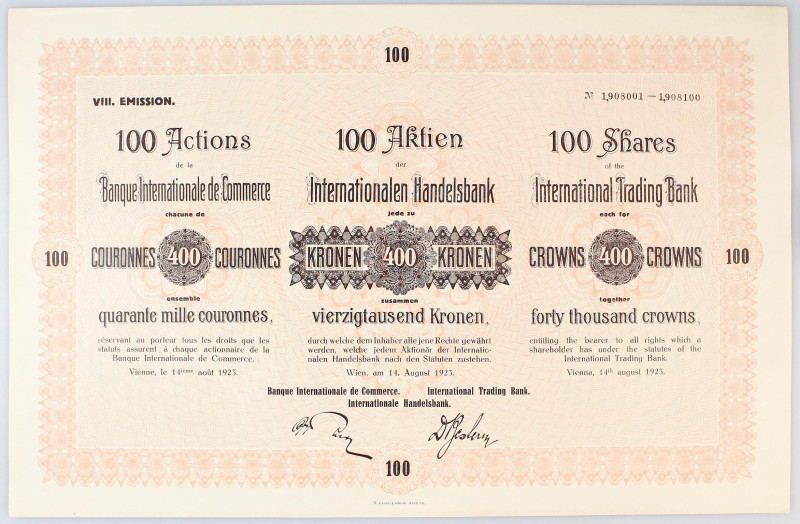 100
VIII. EMISSION.
№ 1,908001 — 1,908100
100 Actions
de la
Banque Internationale de Commerce
chacune de
COURONNES 400 COURONNES
ensemble
quarante mille couronnes,
réservant au porteur tous les droits que les
statuts assurent à chaque actionnaire de la
Banque Internationale de Commerce.
Vienne, le 14ième août 1923.
100 Aktien
der
Internationalen Handelsbank
jede zu
KRONEN 400 KRONEN
zusammen
vierzigtausend Kronen,
durch welche dem Inhaber alle jene Rechte gewährt
werden, welche jedem Aktionär der Internatio-
nalen Handelsbank nach den Statuten zustehen.
Wien, am 14. August 1923.
100 Shares
of the
International Trading Bank
each for
CROWNS 400 CROWNS
together
forty thousand crowns,
entitling the bearer to all rights which a
shareholder has under the statutes of the
International Trading Bank.
Vienna, 14th august 1923.
100
100
Banque Internationale de Commerce. International Trading Bank.
Internationale Handelsbank.
100